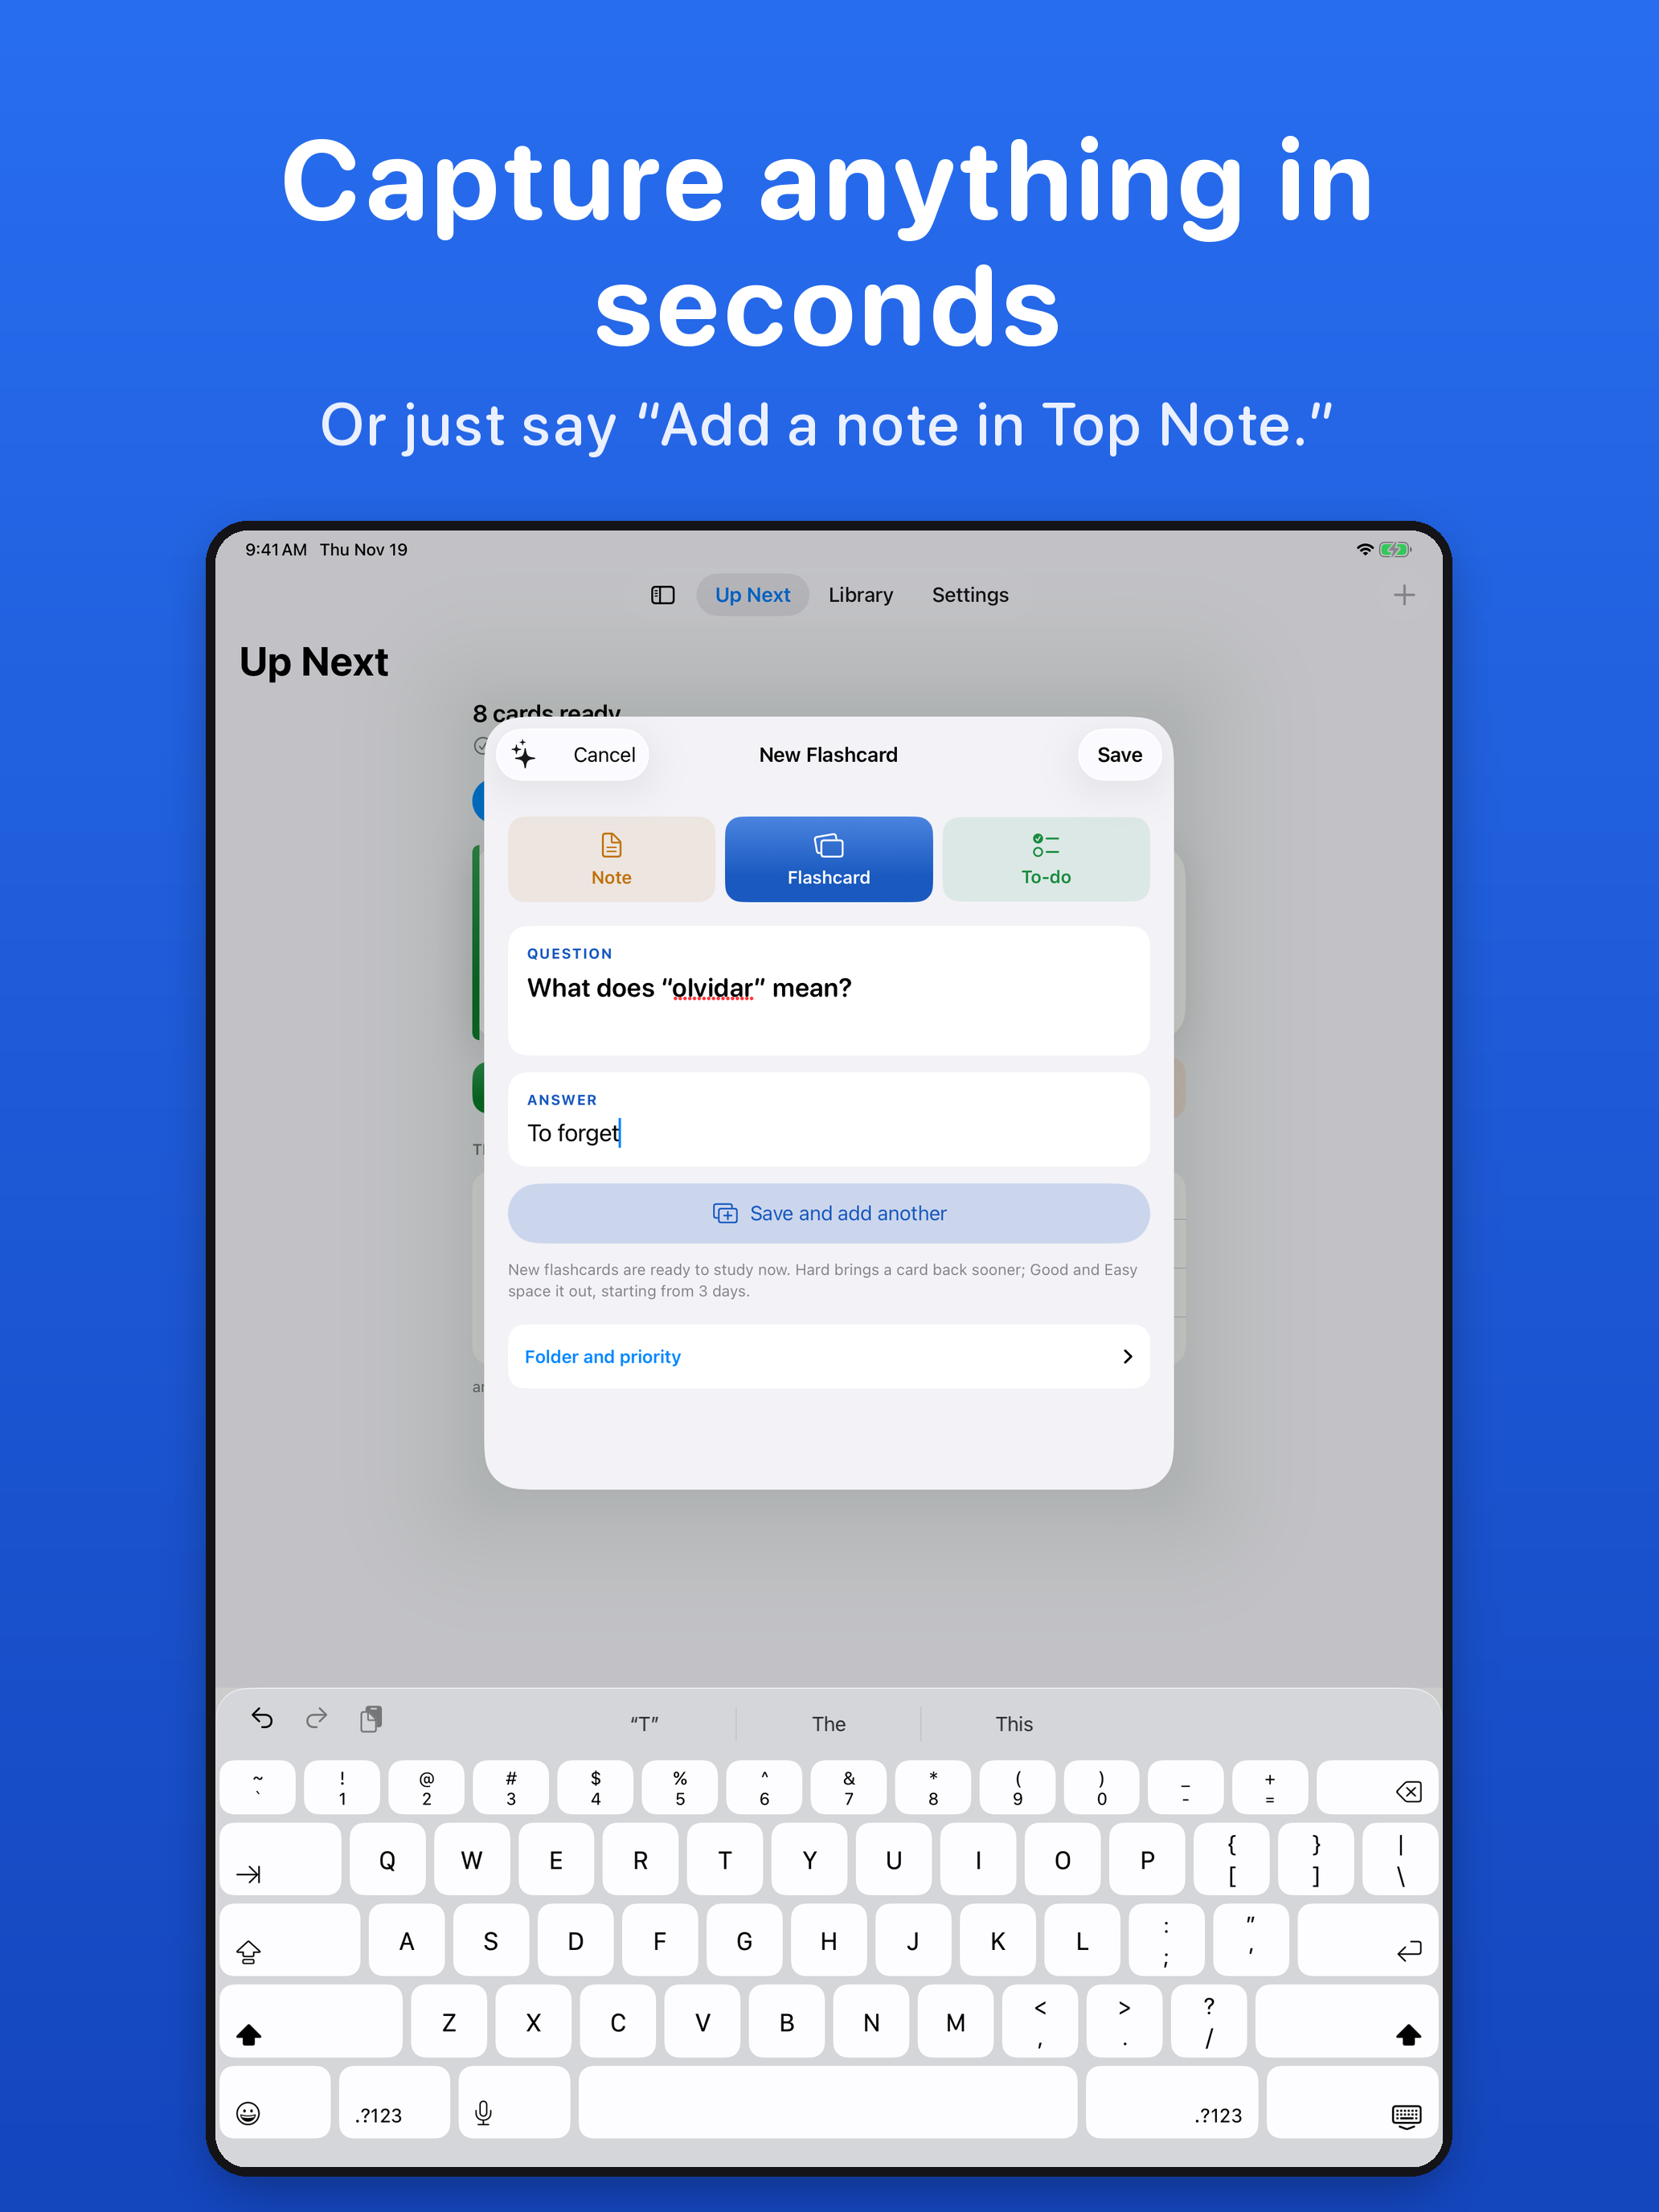 Capture anything in
seconds
Or just say “Add a note in Top Note.”
9:41 AM Thu Nov 19
Up Next Library Settings
Up Next
8 cards ready
Cancel New Flashcard Save
Note Flashcard To-do
QUESTION
What does “olvidar” mean?
ANSWER
To forget
Save and add another
New flashcards are ready to study now. Hard brings a card back sooner; Good and Easy
space it out, starting from 3 days.
Folder and priority
“T” The This
~ ! @ # $ % ^ & * ( ) _ +
` 1 2 3 4 5 6 7 8 9 0 - =
Q W E R T Y U I O P { } |
[ ] \
A S D F G H J K L : "
; '
Z X C V B N M < > ?
, . /
.?123 .?123